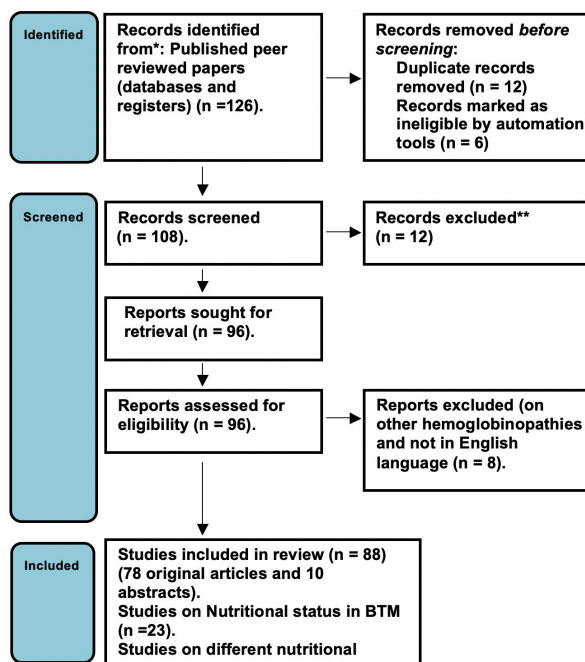 Identified
Records identified
from*: Published peer
reviewed papers
(databases and
registers) (n =126).
Records removed before
screening:
Duplicate records
removed (n = 12)
Records marked as
ineligible by automation
tools (n = 6)
Screened
Records screened
(n = 108).
Records excluded**
(n = 12)
Reports sought for
retrieval (n = 96).
Reports assessed for
eligibility (n = 96).
Reports excluded (on
other hemoglobinopathies
and not in English
language (n = 8).
Included
Studies included in review (n = 88)
(78 original articles and 10
abstracts).
Studies on Nutritional status in BTM
(n =23).
Studies on different nutritional